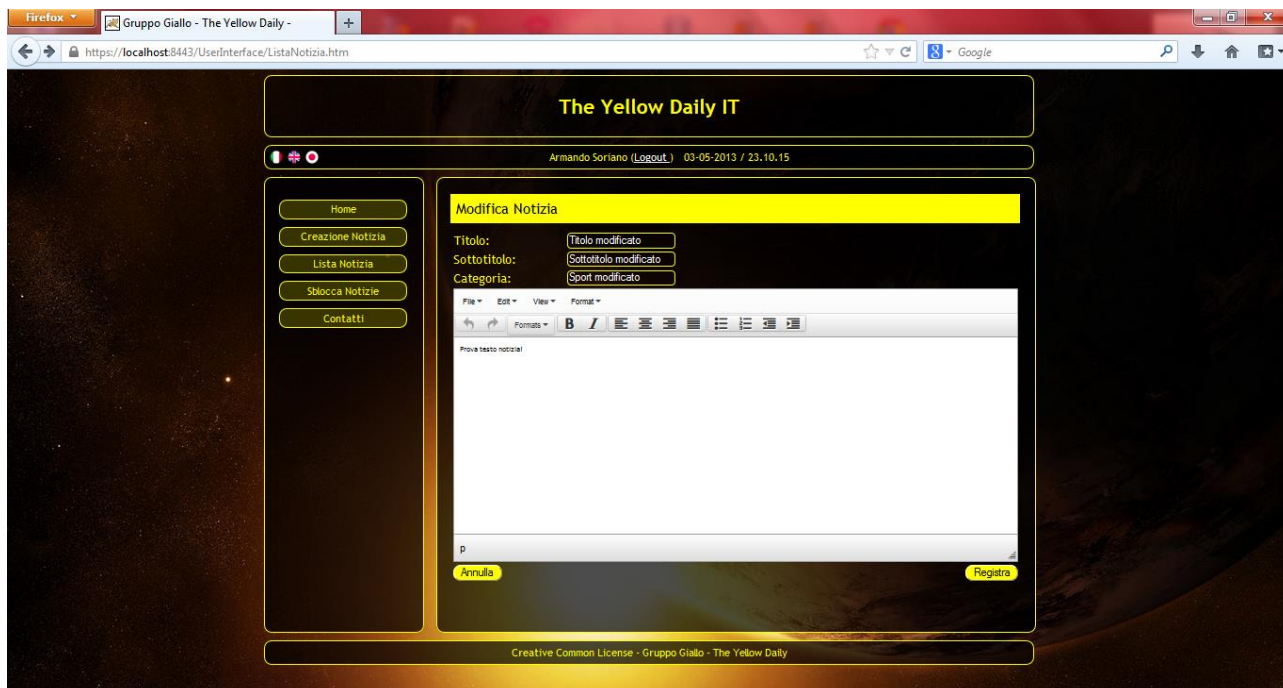 Firefox
Gruppo Giallo - The Yellow Daily -
https://localhost:8443/UserInterface/ListaNotizia.htm
Google
The Yellow Daily IT
Armando Soriano (Logout ) 03-05-2013 / 23.10.15
Home
Creazione Notizia
Lista Notizia
Sblocca Notizie
Contatti
Modifica Notizia
Titolo: Titolo modificato
Sottotitolo: Sottotitolo modificato
Categoria: Sport modificato
File Edit View Format
Formats B I
Prova testo notizia!
p
Annulla Registra
Creative Common License - Gruppo Giallo - The Yellow Daily